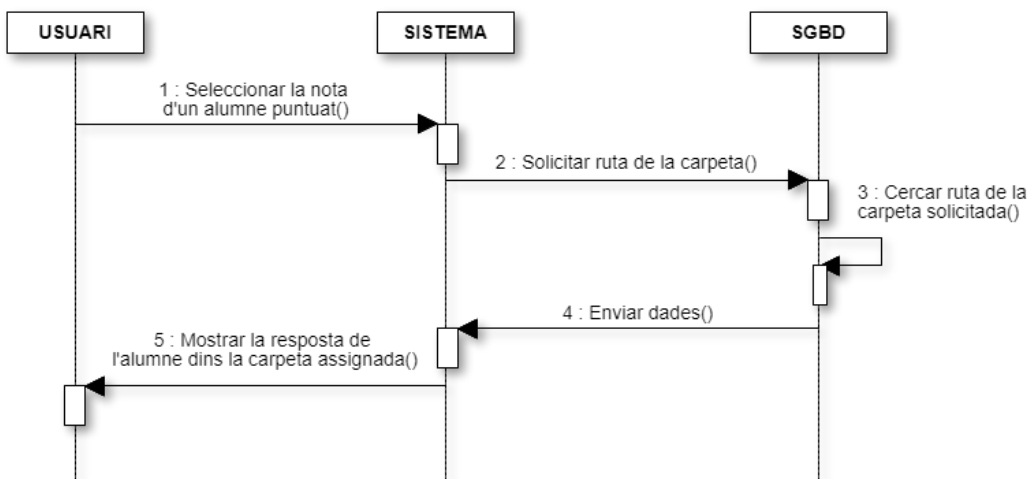 USUARI
SISTEMA
SGBD
1 : Seleccionar la nota
d'un alumne puntuat()
2 : Solicitar ruta de la carpeta()
3 : Cercar ruta de la
carpeta solicitada()
4 : Enviar dades()
5 : Mostrar la resposta de
l'alumne dins la carpeta assignada()